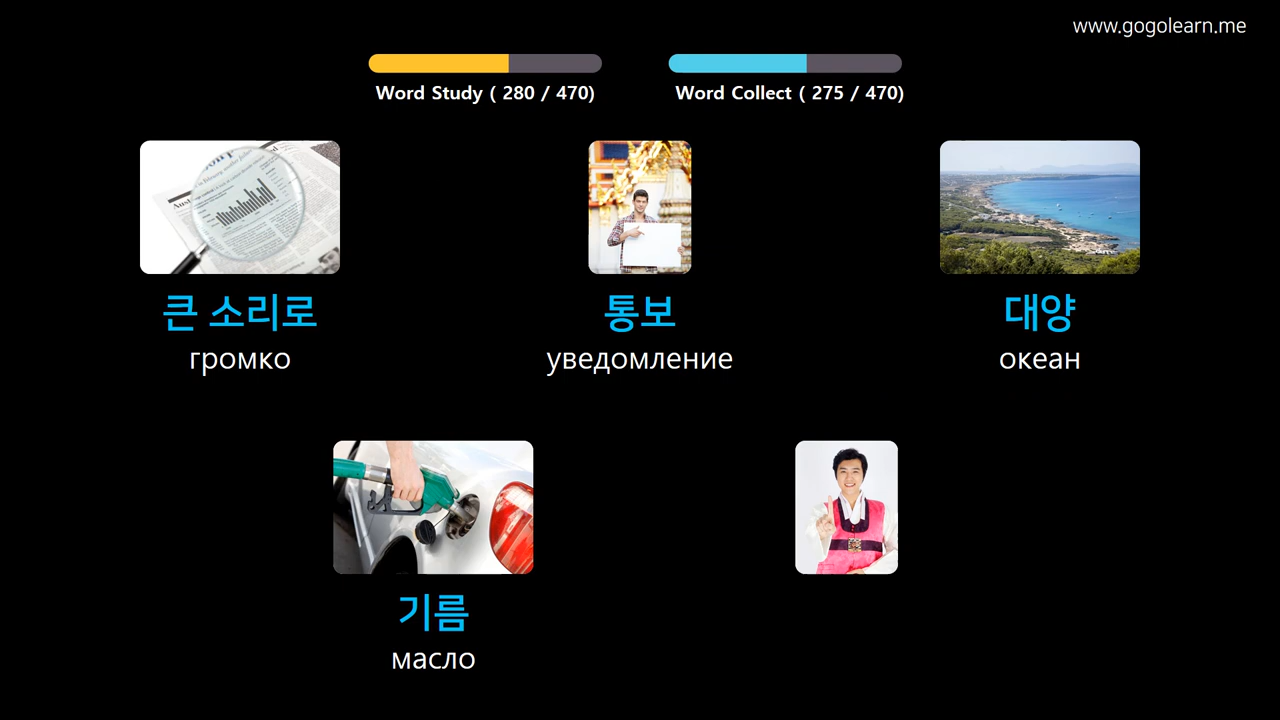 www.gogolearn.me
Word Study ( 280 / 470)
Word Collect ( 275 / 470)
큰 소리로
громко
통보
уведомление
대양
океан
기름
масло